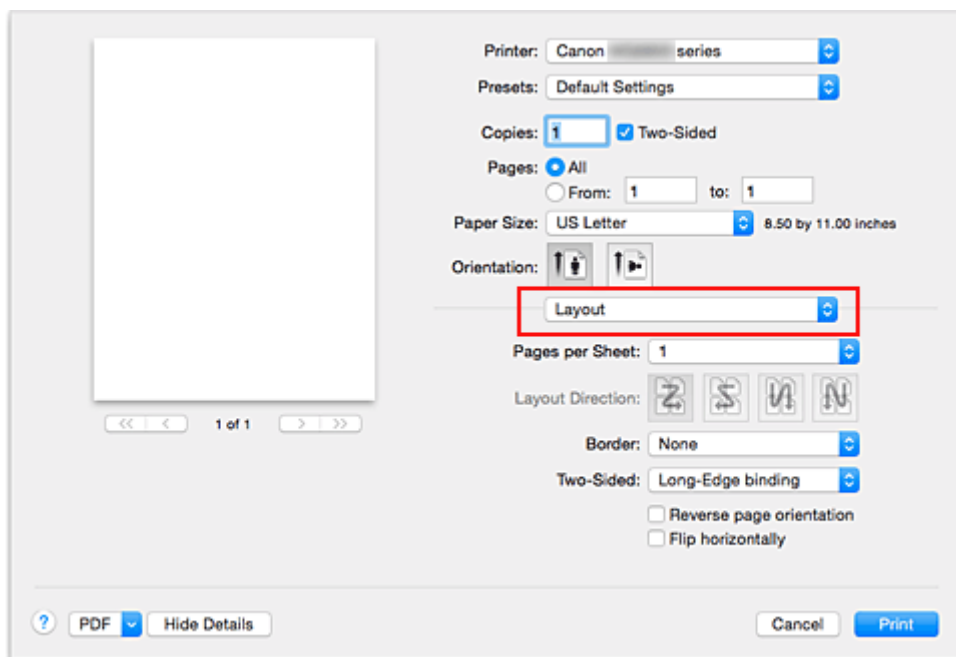 Printer: Canon series
Presets: Default Settings
Copies: 1 Two-Sided
Pages: All
From: 1 to: 1
Paper Size: US Letter 8.50 by 11.00 inches
Orientation:
Layout
Pages per Sheet: 1
Layout Direction:
Border: None
Two-Sided: Long-Edge binding
Reverse page orientation
Flip horizontally
<< < 1 of 1 > >>
? PDF Hide Details Cancel Print